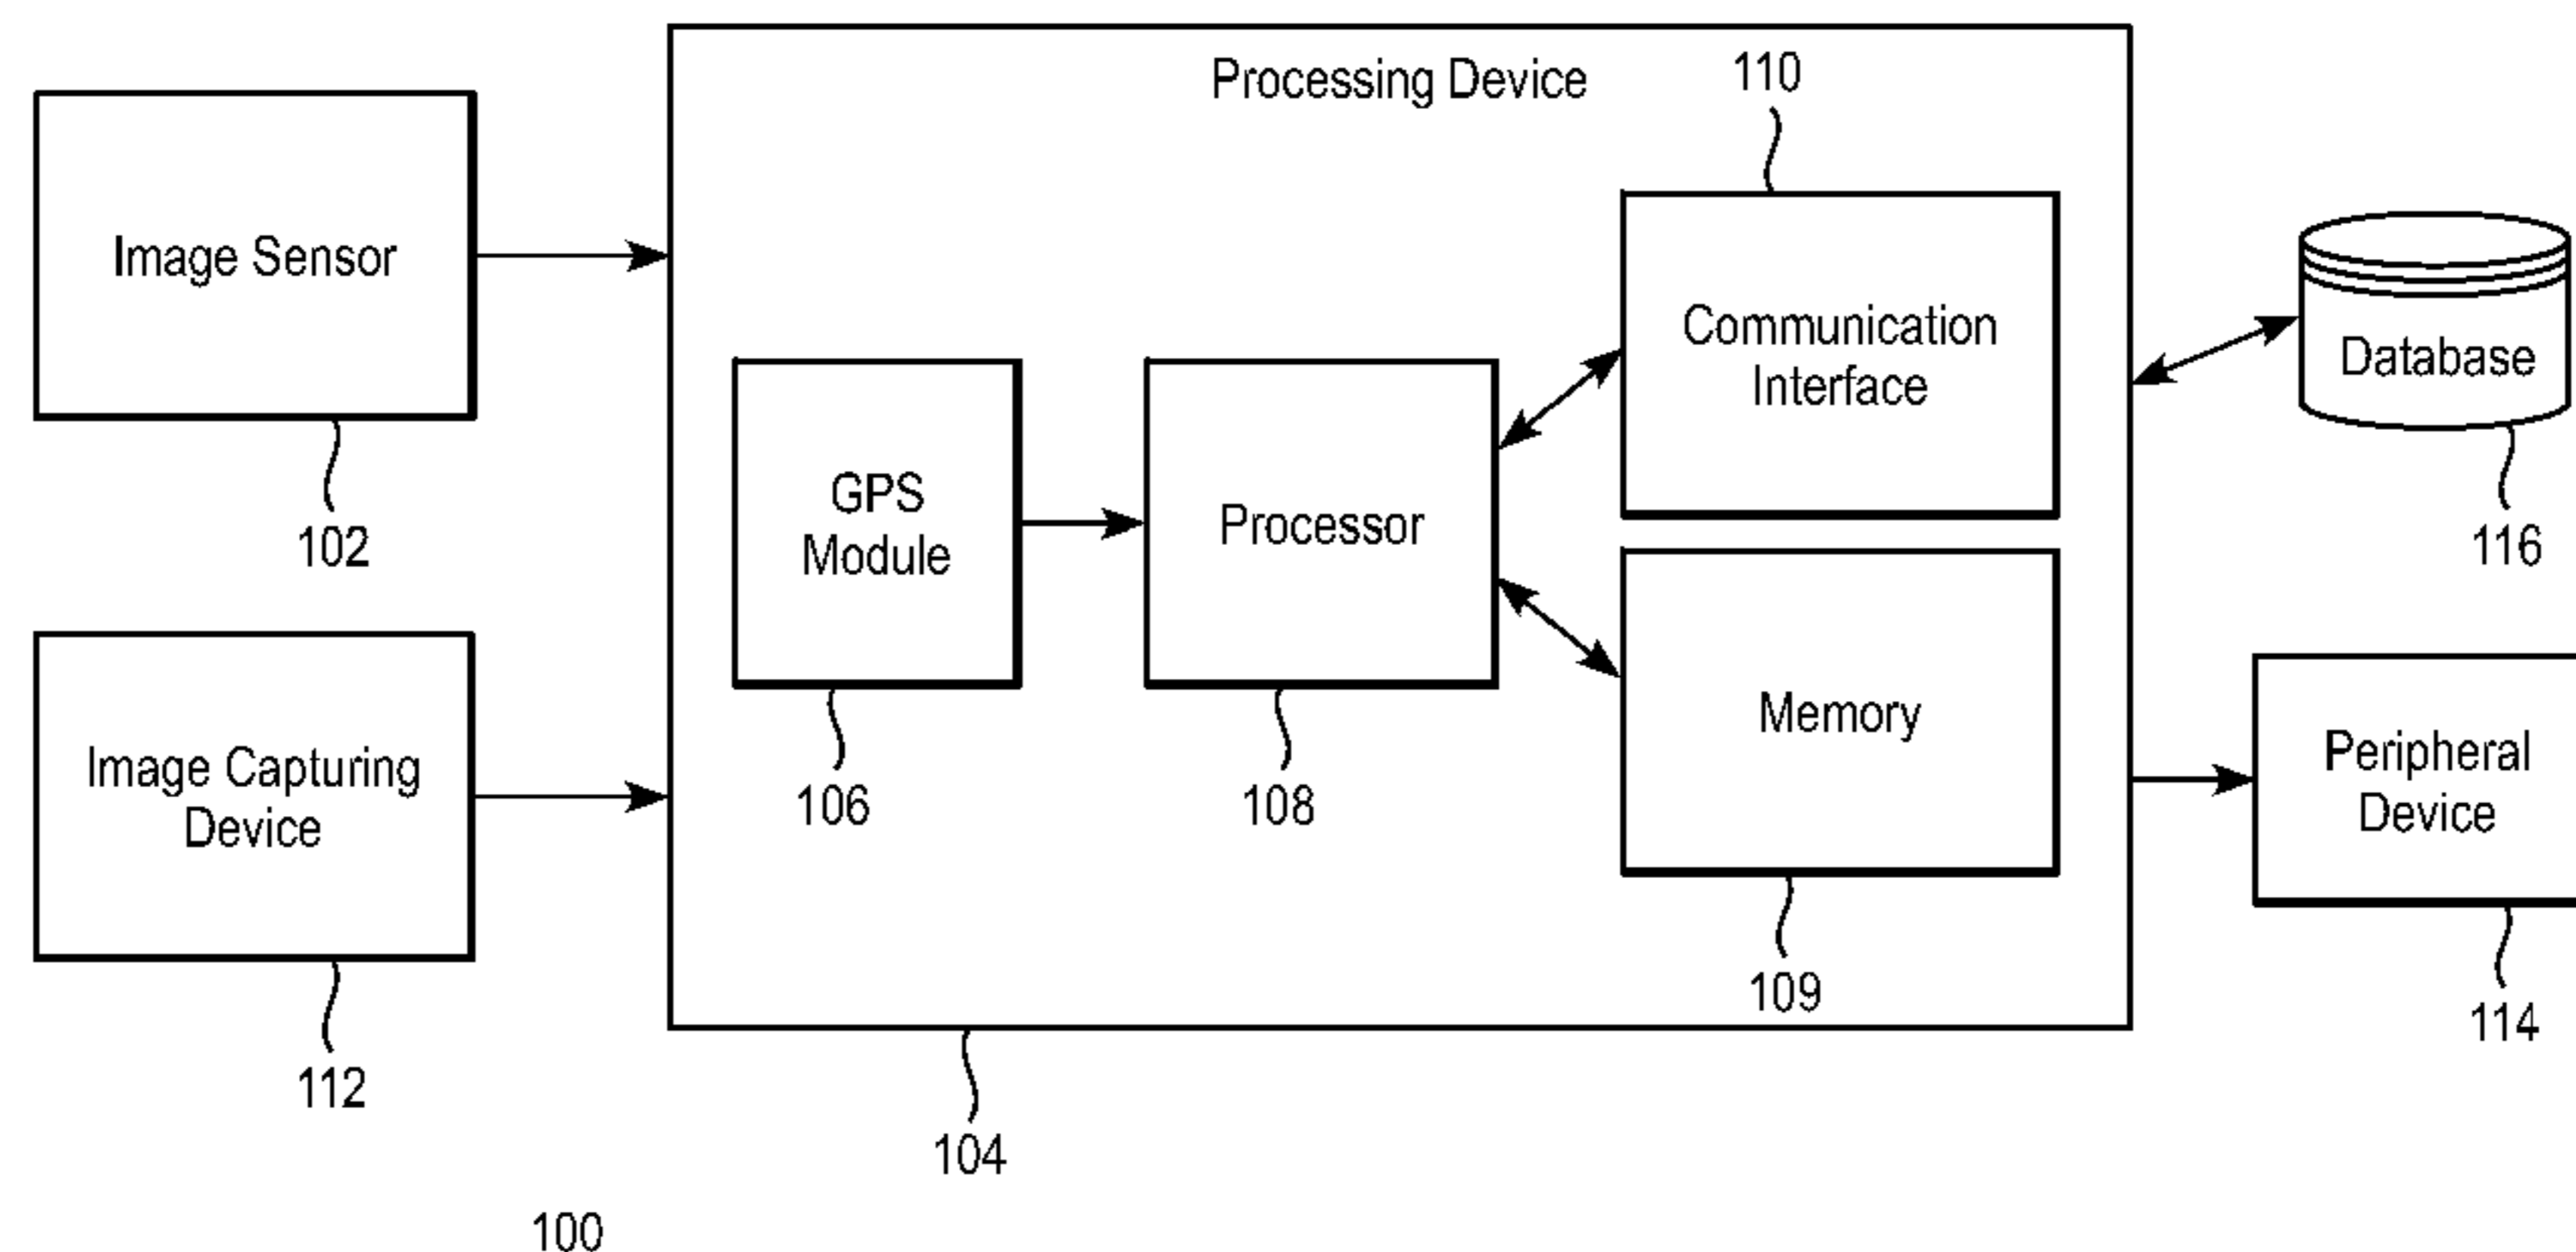 Processing Device
110
Image Sensor
102
Communication
Interface
Database
116
GPS
Module
106
Processor
108
Memory
109
Image Capturing
Device
112
Peripheral
Device
114
104
100